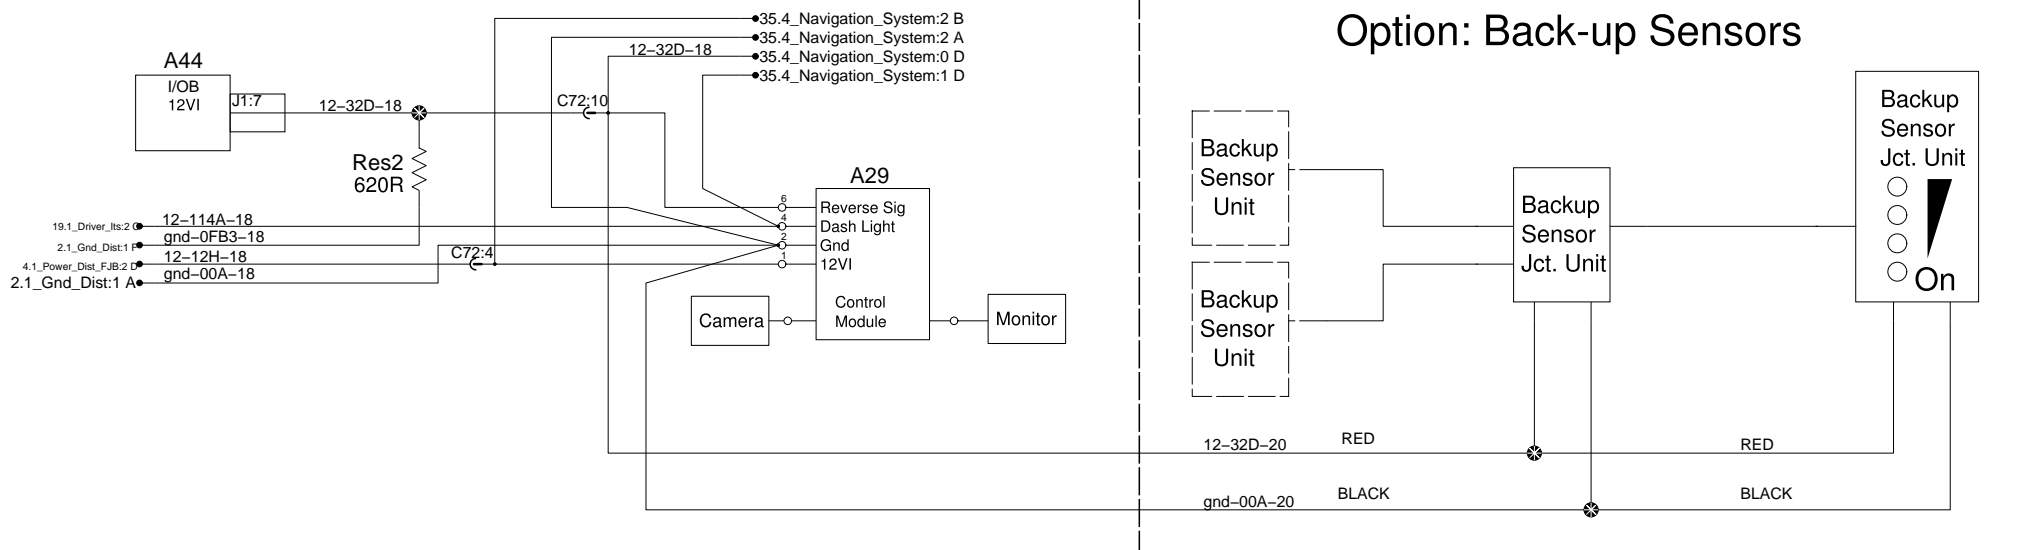 35.4_Navigation_System:2 B
35.4_Navigation_System:2 A
12-32D-18
35.4_Navigation_System:0 D
35.4_Navigation_System:1 D
Option: Back-up Sensors
A44
I/OB
12VI
J1:7
12-32D-18
C72:10
Res2
620R
A29
6
Reverse Sig
4
Dash Light
2
Gnd
1
12VI
Control
Module
Camera
Monitor
12-114A-18
gnd-0FB3-18
2.1_Gnd_Dist:1
12-12H-18
4.1_Power_Dist_FJB:2 D
19.1_Driver_lts:2
C72:4
gnd-00A-18
2.1_Gnd_Dist:1 A
Backup
Sensor
Unit
Backup
Sensor
Unit
Backup
Sensor
Jct. Unit
Backup
Sensor
Jct. Unit
On
12-32D-20
RED
RED
gnd-00A-20
BLACK
BLACK